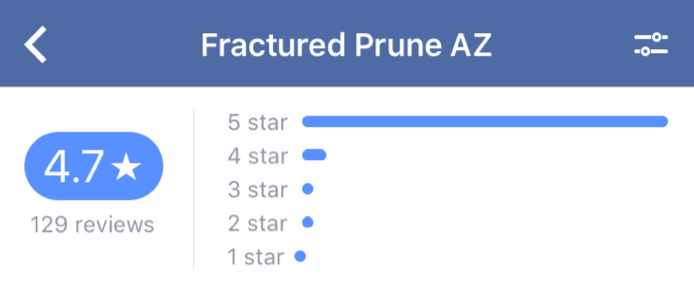 Fractured Prune AZ
4.7★
129 reviews
5 star
4 star
3 star
2 star
1 star